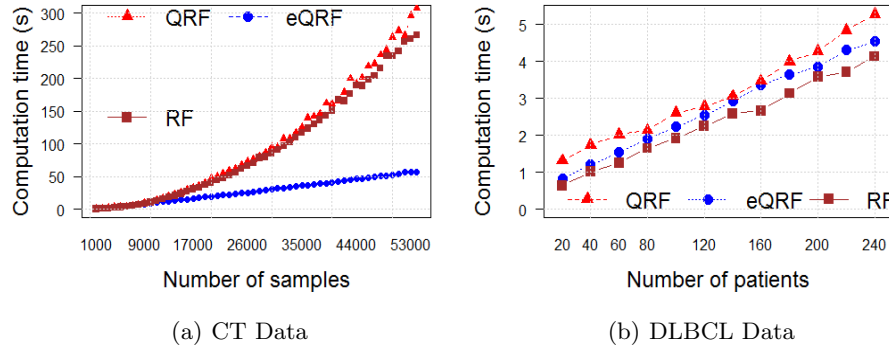 QRF eQRF
RF
Computation time (s)
300
250
200
150
100
50
0
1000 9000 17000 26000 35000 44000 53000
Number of samples
(a) CT Data
Computation time (s)
5
4
3
2
1
0
QRF eQRF RF
20 40 60 80 120 160 200 240
Number of patients
(b) DLBCL Data